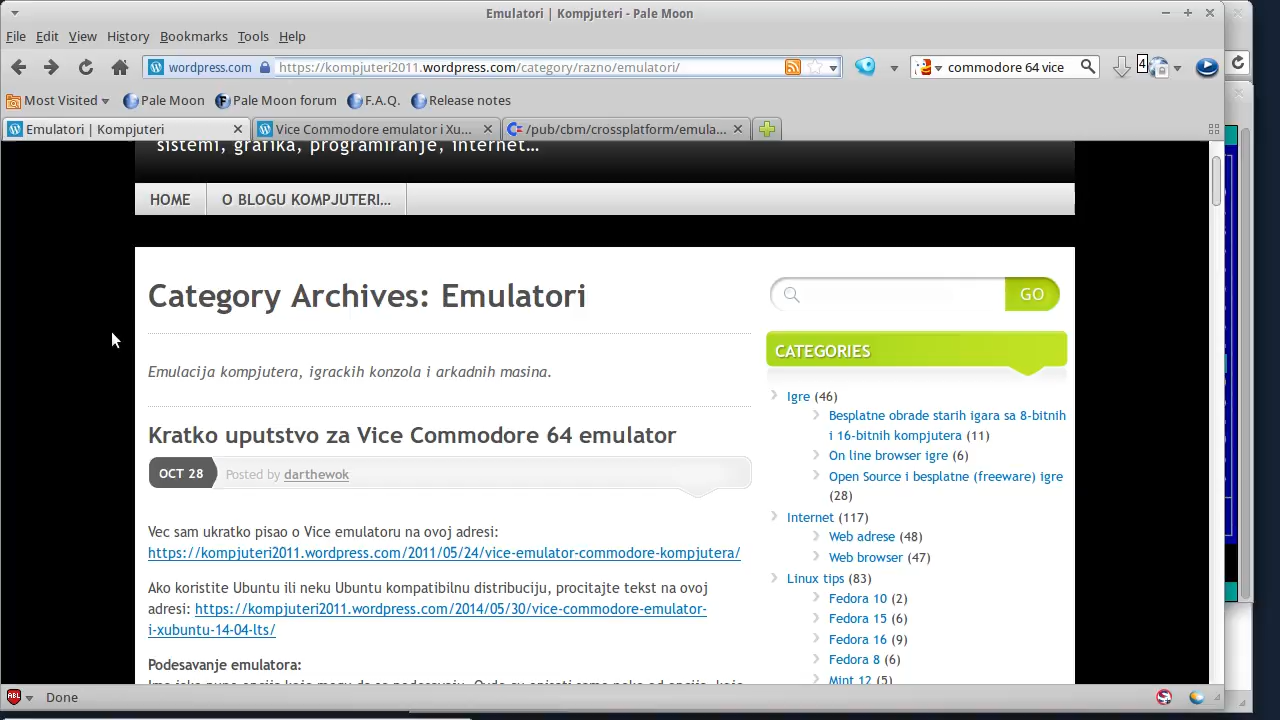 Emulatori | Kompjuteri - Pale Moon
File Edit View History Bookmarks Tools Help
wordpress.com https://kompjuteri2011.wordpress.com/category/razno/emulatori/ commodore 64 vice 4
Most Visited Pale Moon Pale Moon forum F.A.Q. Release notes
Emulatori | Kompjuteri Vice Commodore emulator i Xu... /pub/cbm/crossplatform/emula...
sistemi, grafika, programiranje, internet…
HOME O BLOGU KOMPJUTERI…
Category Archives: Emulatori
Emulacija kompjutera, igrackih konzola i arkadnih masina.
Kratko uputstvo za Vice Commodore 64 emulator
OCT 28 Posted by darthewok
Vec sam ukratko pisao o Vice emulatoru na ovoj adresi:
https://kompjuteri2011.wordpress.com/2011/05/24/vice-emulator-commodore-kompjutera/
Ako koristite Ubuntu ili neku Ubuntu kompatibilnu distribuciju, procitajte tekst na ovoj
adresi: https://kompjuteri2011.wordpress.com/2014/05/30/vice-commodore-emulator-
i-xubuntu-14-04-lts/
Podesavanje emulatora:
GO
CATEGORIES
Igre (46)
Besplatne obrade starih igara sa 8-bitnih
i 16-bitnih kompjutera (11)
On line browser igre (6)
Open Source i besplatne (freeware) igre
(28)
Internet (117)
Web adrese (48)
Web browser (47)
Linux tips (83)
Fedora 10 (2)
Fedora 15 (6)
Fedora 16 (9)
Fedora 8 (6)
Mint 12 (5)
ABL Done